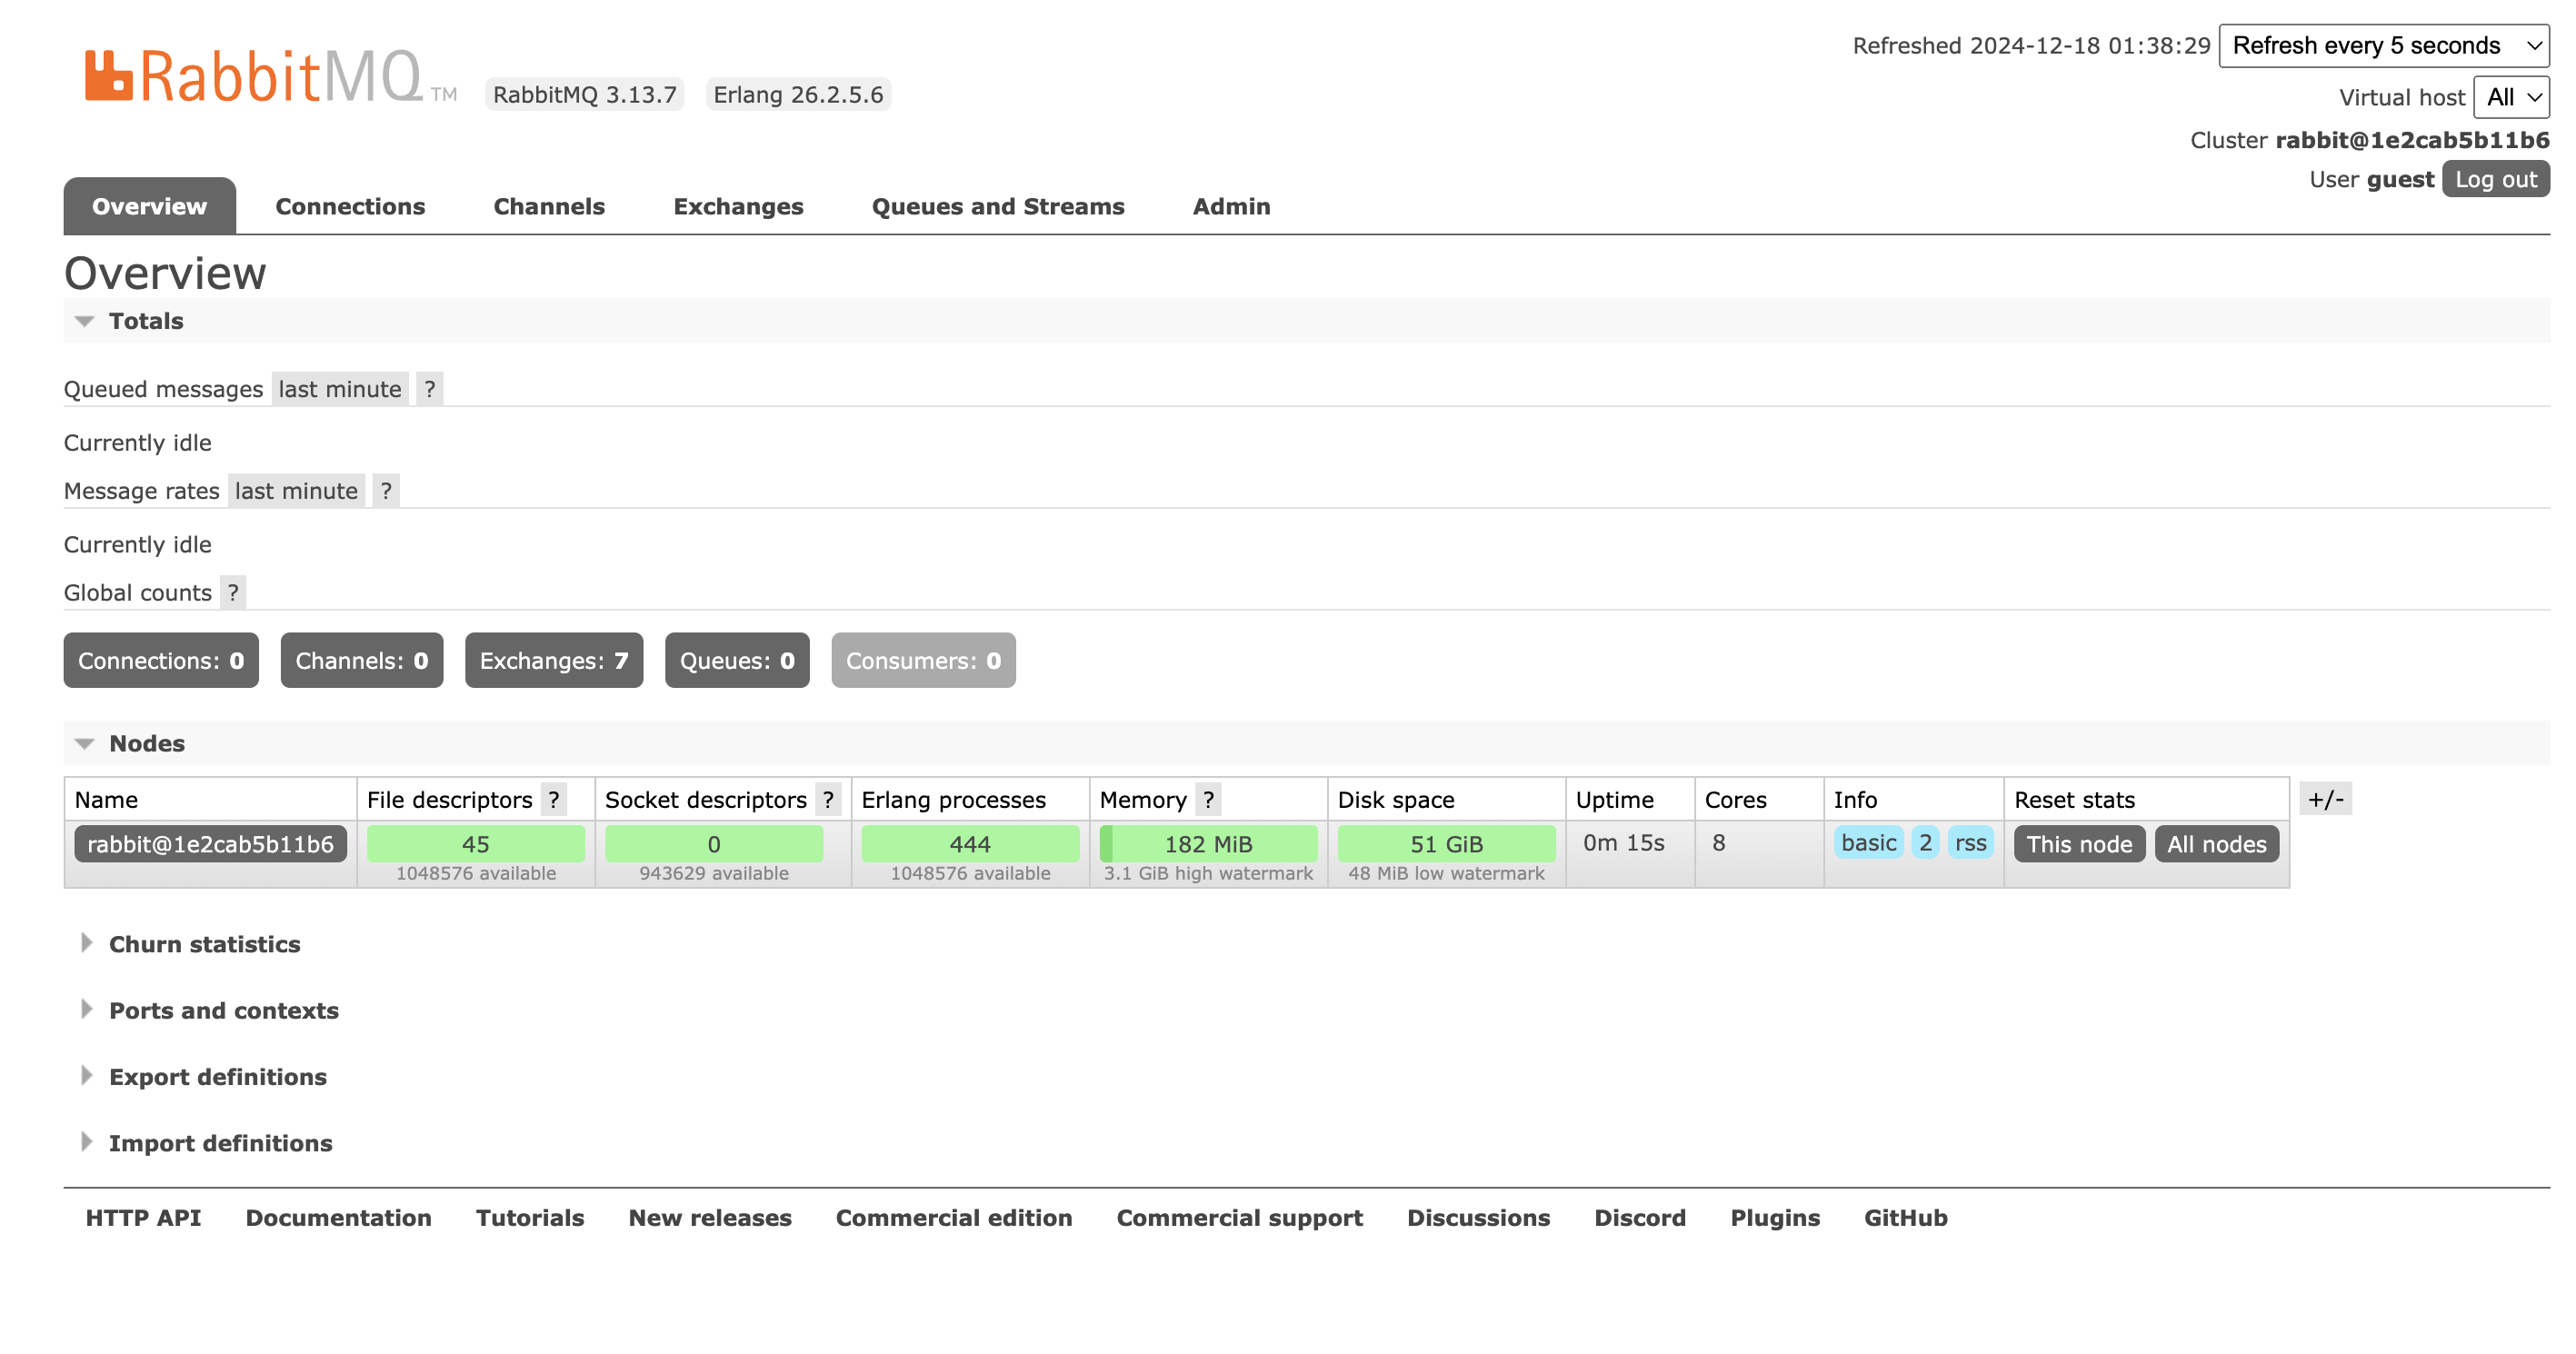 RabbitMQ TM RabbitMQ 3.13.7 Erlang 26.2.5.6
Refreshed 2024-12-18 01:38:29 Refresh every 5 seconds
Virtual host All
Cluster rabbit@1e2cab5b11b6
User guest Log out
Overview Connections Channels Exchanges Queues and Streams Admin
Overview
Totals
Queued messages last minute ?
Currently idle
Message rates last minute ?
Currently idle
Global counts ?
Connections: 0 Channels: 0 Exchanges: 7 Queues: 0 Consumers: 0
Nodes
Name File descriptors ? Socket descriptors ? Erlang processes Memory ? Disk space Uptime Cores Info Reset stats +/-
rabbit@1e2cab5b11b6 45 0 444 182 MiB 51 GiB 0m 15s 8 basic 2 rss This node All nodes
1048576 available 943629 available 1048576 available 3.1 GiB high watermark 48 MiB low watermark
Churn statistics
Ports and contexts
Export definitions
Import definitions
HTTP API Documentation Tutorials New releases Commercial edition Commercial support Discussions Discord Plugins GitHub